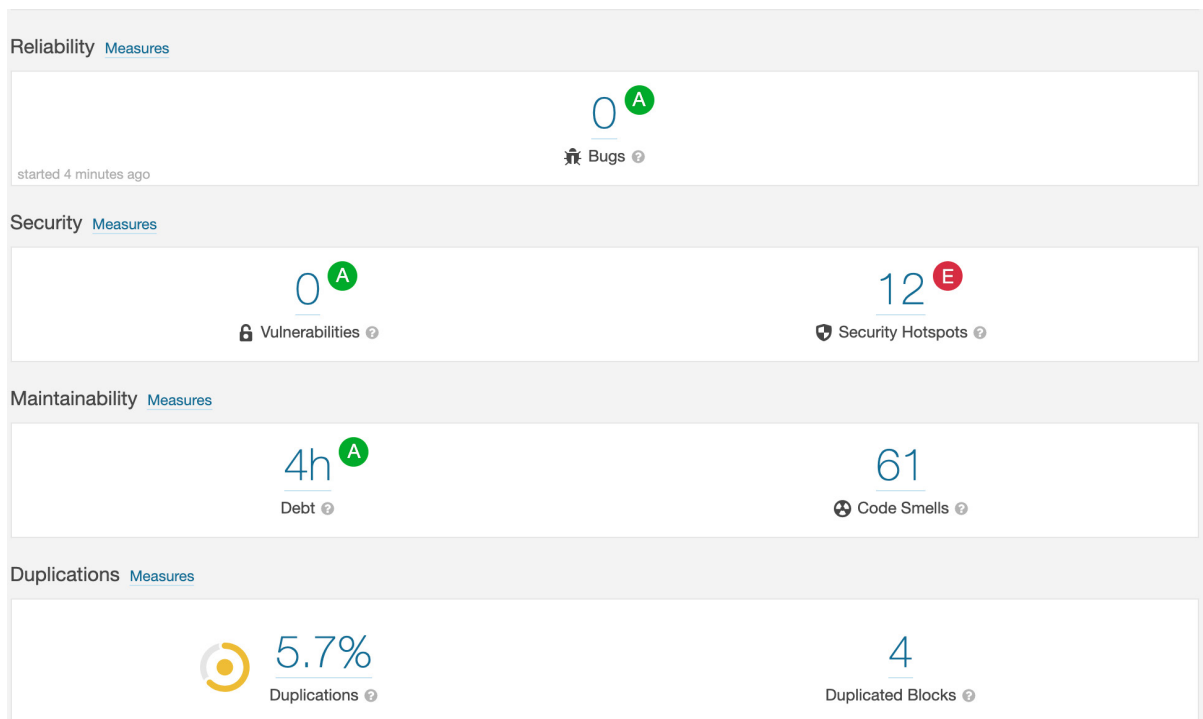 Reliability Measures
0 A
Bugs ?
started 4 minutes ago
Security Measures
0 A
Vulnerabilities ?
12 E
Security Hotspots ?
Maintainability Measures
4h A
Debt ?
61
Code Smells ?
Duplications Measures
5.7%
Duplications ?
4
Duplicated Blocks ?